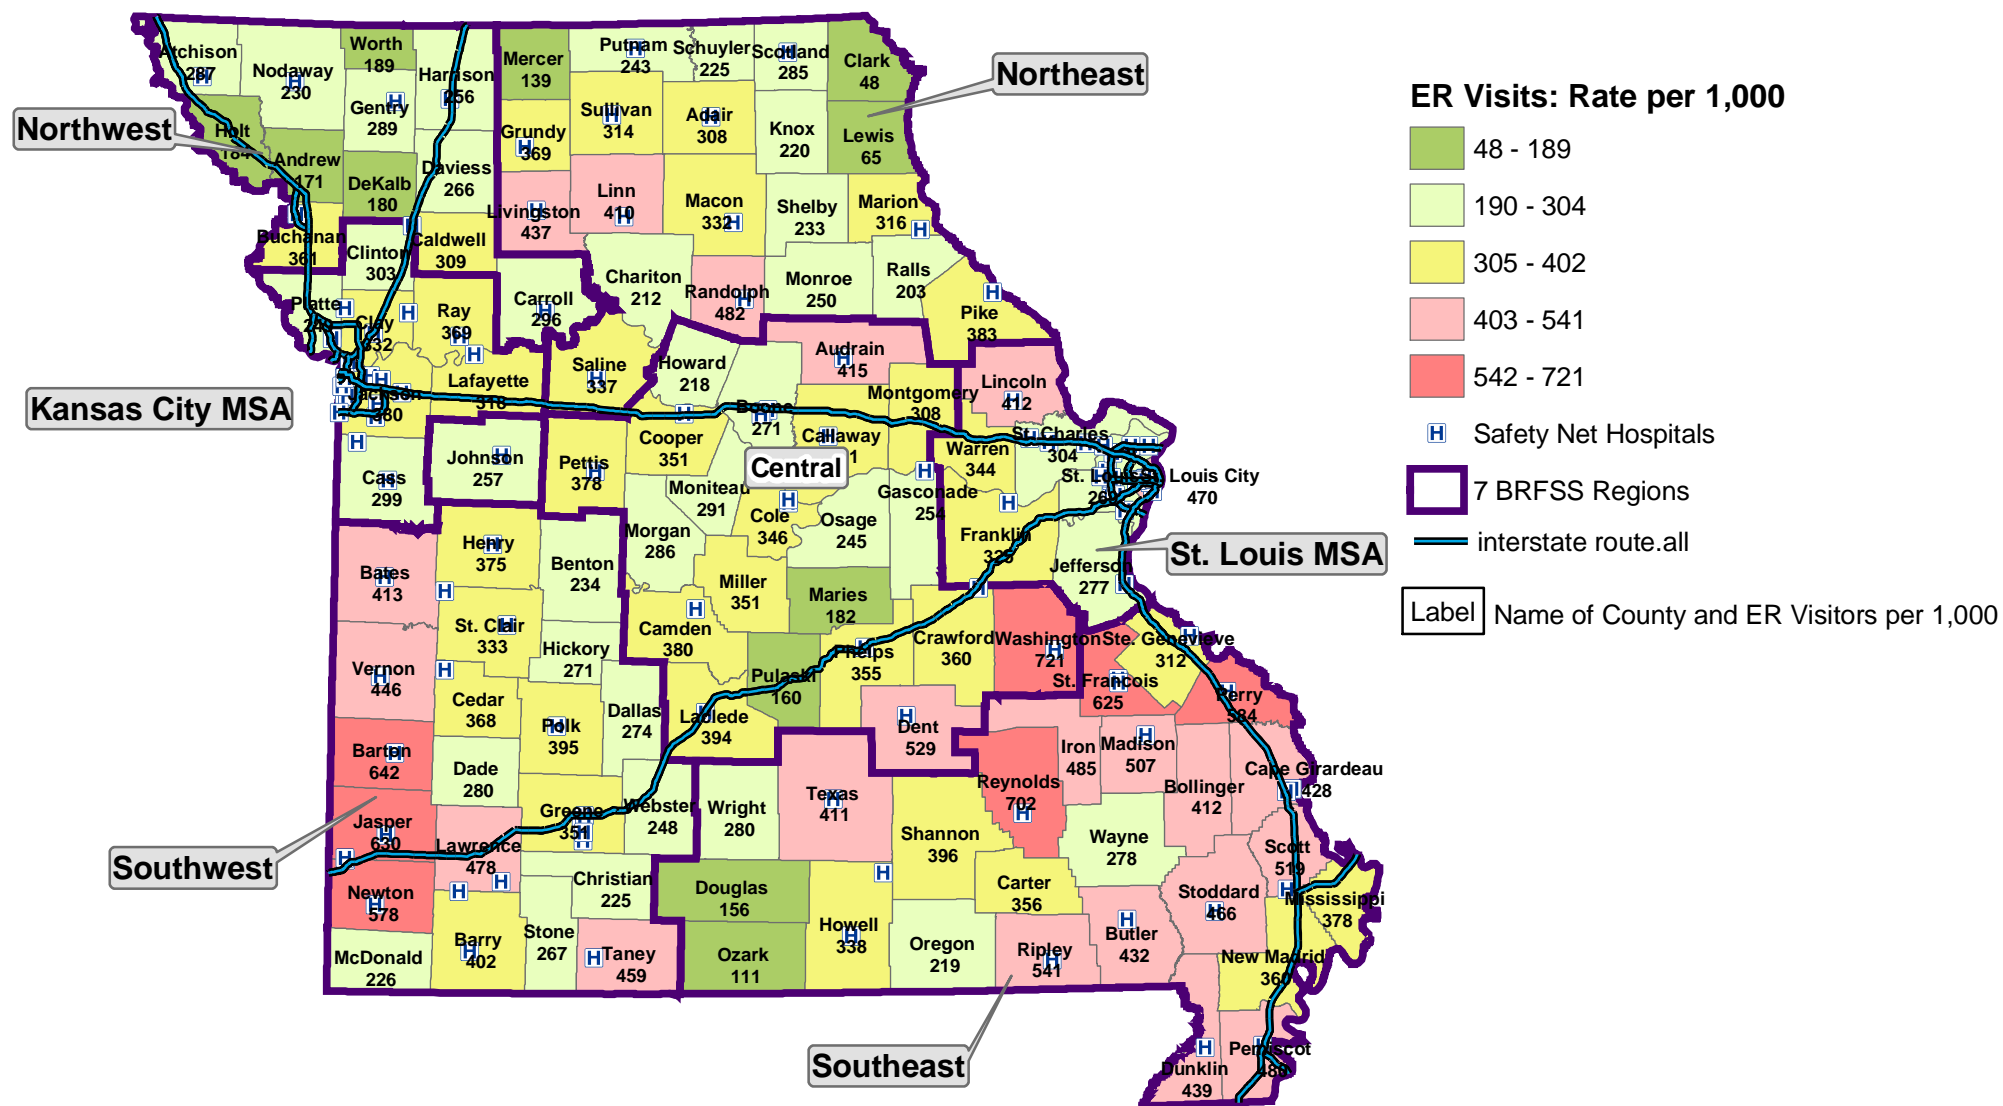 Atchison
287
Nodaway
230
Worth
189
Harrison
256
Mercer
139
Putnam
243
Schuyler
225
Scotland
285
Clark
48
Northeast
Northwest
Holt
184
Gentry
289
Andrew
171
DeKalb
180
Daviess
266
Grundy
369
Sullivan
314
Adair
308
Knox
220
Lewis
65
Livingston
437
Linn
410
Macon
332
Shelby
233
Marion
316
Buchanan
361
Clinton
303
Caldwell
309
Carroll
296
Chariton
212
Randolph
482
Monroe
250
Ralls
203
Pike
383
Platte
Clay
332
Ray
369
Lafayette
318
Saline
337
Howard
218
Audrain
415
Montgomery
308
Lincoln
412
Kansas City MSA
Jackson
380
Boone
271
Callaway
Cass
299
Johnson
257
Pettis
378
Cooper
351
Central
Moniteau
291
Cole
346
Osage
245
Gasconade
254
Warren
344
St. Charles
304
St. Louis
St. Louis City
470
Franklin
Jefferson
277
St. Louis MSA
Bates
413
Henry
375
Benton
234
Morgan
286
Miller
351
Maries
182
Camden
380
Vernon
446
St. Clair
333
Hickory
271
Cedar
368
Polk
395
Dallas
274
Laclede
394
Pulaski
160
Phelps
355
Crawford
360
Washington
721
Ste. Genevieve
312
St. Francois
625
Perry
584
Dent
529
Iron
485
Madison
507
Reynolds
702
Bollinger
412
Cape Girardeau
428
Barton
642
Dade
280
Greene
351
Webster
248
Wright
280
Texas
411
Shannon
396
Wayne
278
Scott
519
Jasper
630
Lawrence
478
Southwest
Newton
578
Christian
225
Douglas
156
Carter
356
Stoddard
466
Mississippi
378
McDonald
226
Barry
402
Stone
267
Taney
459
Ozark
111
Howell
338
Oregon
219
Ripley
541
Butler
432
New Madrid
360
Southeast
Dunklin
439
Pemiscot
ER Visits: Rate per 1,000
48 - 189
190 - 304
305 - 402
403 - 541
542 - 721
H Safety Net Hospitals
7 BRFSS Regions
interstate route.all
Label Name of County and ER Visitors per 1,000